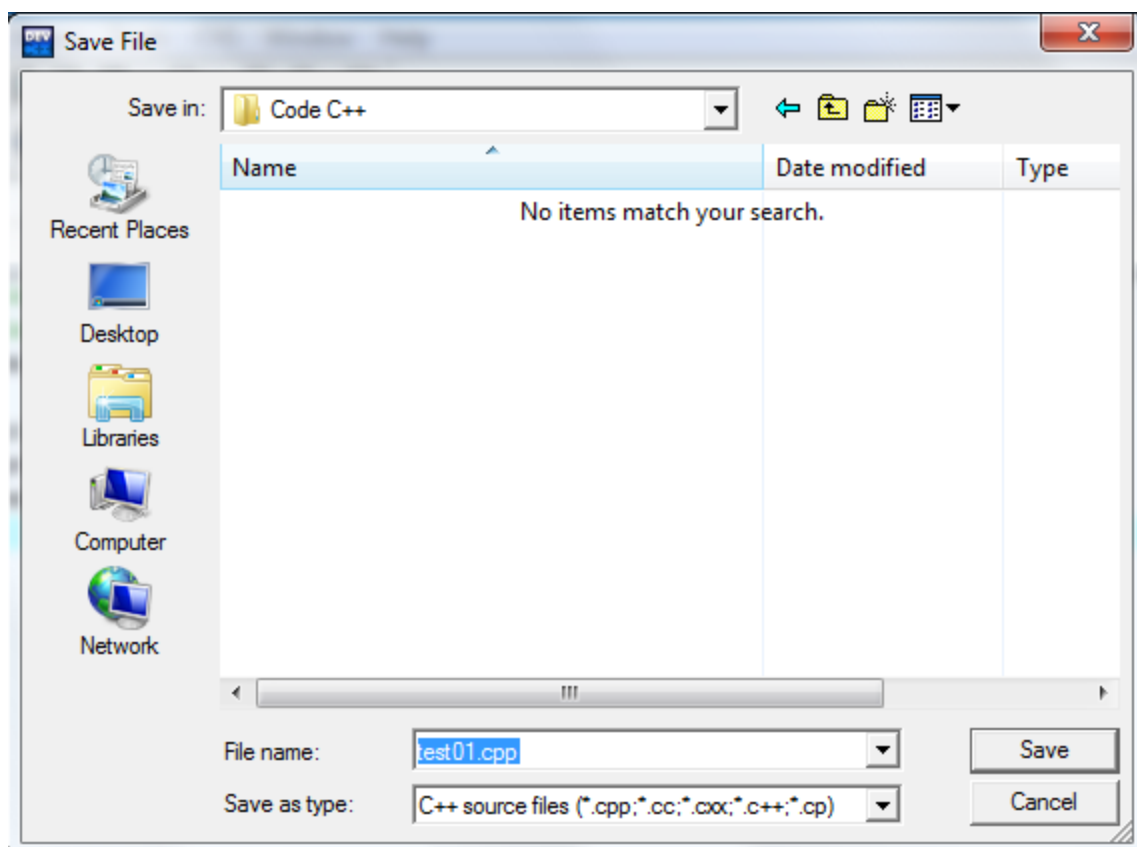 DEV
Save File
Save in:
Code C++
Name
Date modified
Type
No items match your search.
Recent Places
Desktop
Libraries
Computer
Network
File name:
test01.cpp
Save
Save as type:
C++ source files (*.cpp;*.cc;*.cxx;*.c++;*.cp)
Cancel